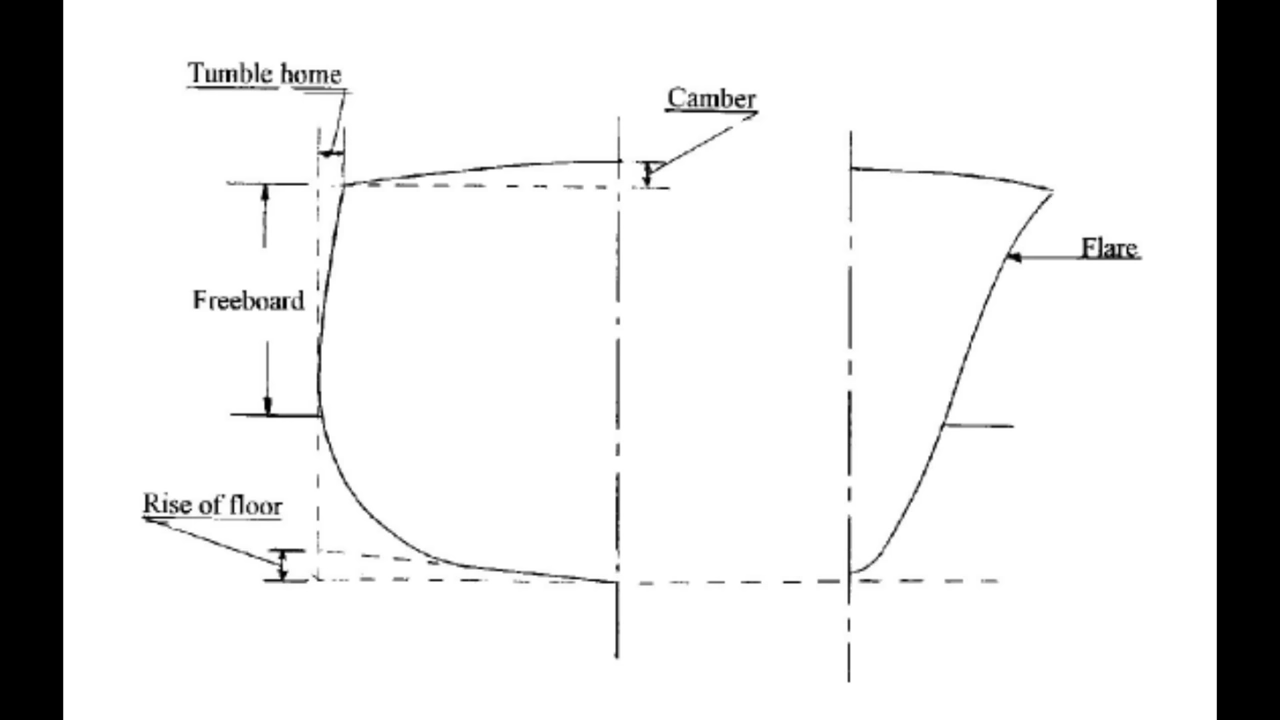 Tumble home
Camber
Flare
Freeboard
Rise of floor